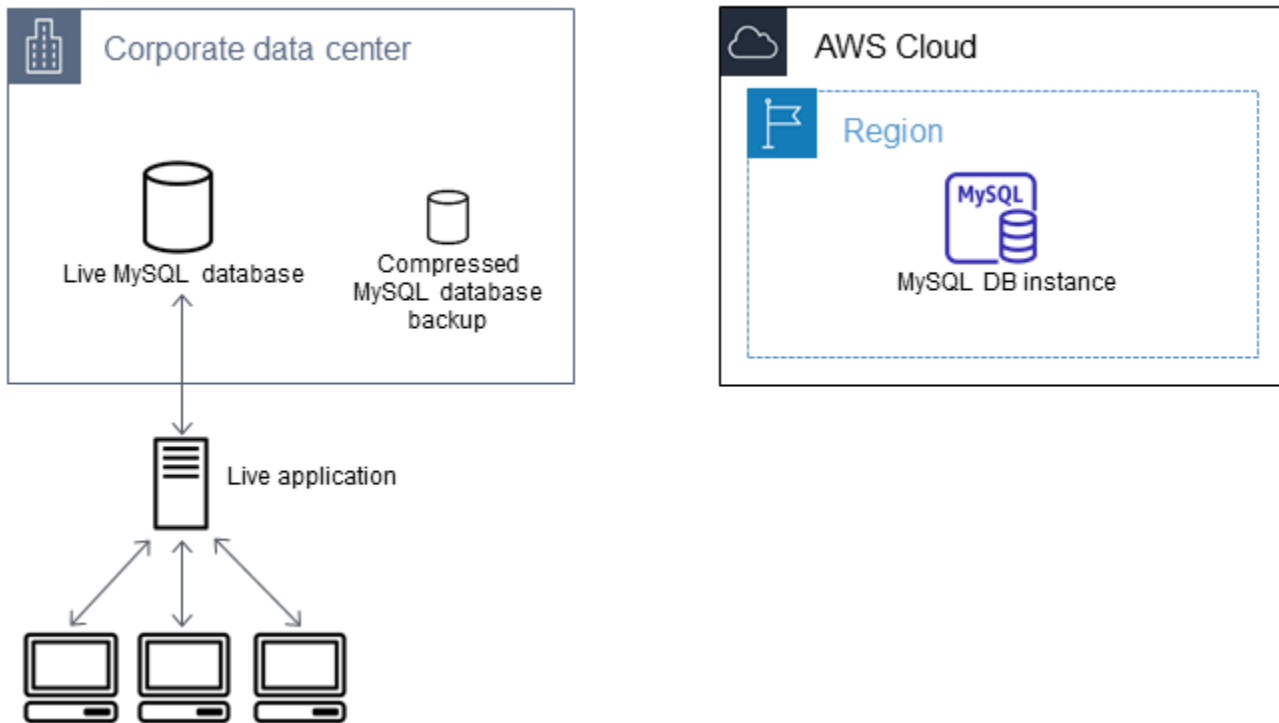 Corporate data center
AWS Cloud
Region
MySQL
Live MySQL database
Compressed
MySQL database
backup
MySQL DB instance
Live application